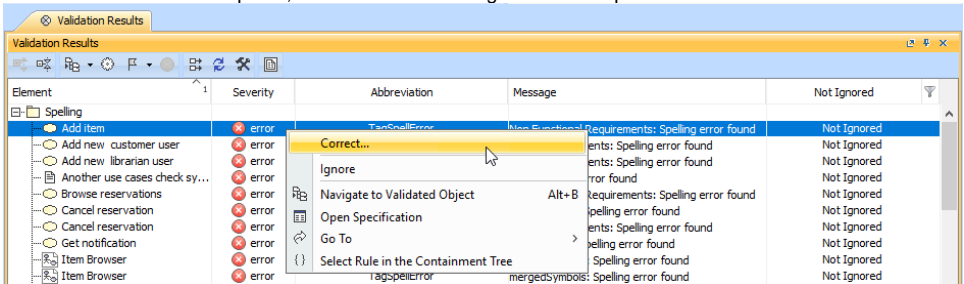 Validation Results
Validation Results
Element 1 Severity Abbreviation Message Not Ignored
Spelling
Add item error TagSpellError Non Functional Requirements: Spelling error found Not Ignored
Add new customer user error ents: Spelling error found Not Ignored
Add new librarian user error ents: Spelling error found Not Ignored
Another use cases check sy... error rror found Not Ignored
Browse reservations error Requirements: Spelling error found Not Ignored
Cancel reservation error Spelling error found Not Ignored
Cancel reservation error ents: Spelling error found Not Ignored
Get notification error pelling error found Not Ignored
Item Browser error Spelling error found Not Ignored
Item Browser error TagSpellError mergedSymbols: Spelling error found Not Ignored
Correct...
Ignore
Navigate to Validated Object Alt+B
Open Specification
Go To
Select Rule in the Containment Tree